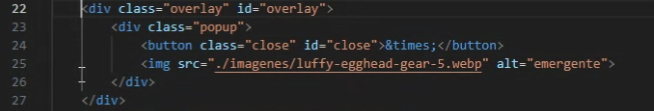 22 <div class="overlay" id="overlay">
23 <div class="popup">
24 <button class="close" id="close">&times;</button>
25 <img src="./imagenes/luffy-egghead-gear-5.webp" alt="emergente">
26 </div>
27 </div>